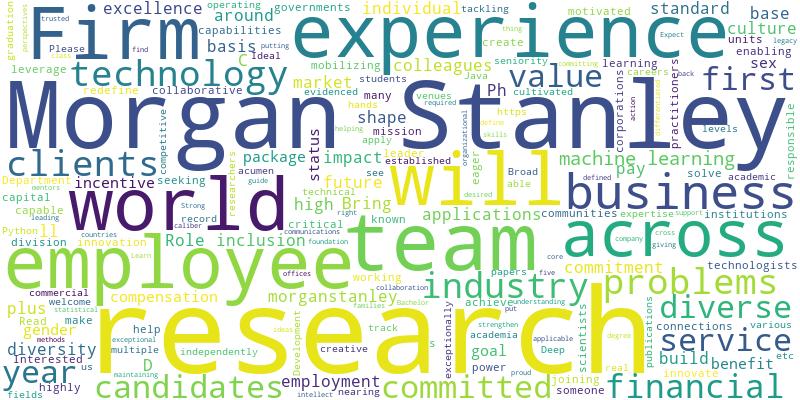 excellence operating governments individual tackling motivated standard base
Firm experience
around capabilities culture
Please basis mobilizing colleagues seniority create units enabling
technology C Ideal market value first sex
leverage collaborative students Java learning careers
redefine evidenced many hands venues cultivated Ph
Morgan Stanley
shape mission required https levels
clients status package impact apply leader established machine learning
Department incentive seeking acumen guide future see eager Broad able pay solve academic
capital mentors world technical will desired business
capable Strong record high Bring right known applications communities expertise support institutions
Python ll leading caliber critical
division innovation Role inclusion foundation team across
countries communications company cross giving
employee offices working core technologists
commercial compensation morganstanley collaboration papers five commitment problems
plus welcome statistical industry
Read make research achieve understanding diverse
gender help track strengthen put connections various
diversity exceptional multiple ideas academia applicable service
Interested us independently creative goal Deep build benefit etc
year D power proud real innovate
methods maintaining employment joining
highly candidates nearing committed someone financial
fields intellect
graduation perspectives competitive researchers Development families Bachelor exceptionally organizational scientists publications degree corporations action differentiated practitioners responsible
trusted find class putting thing committing Expect legacy back define skills helping defined Learn